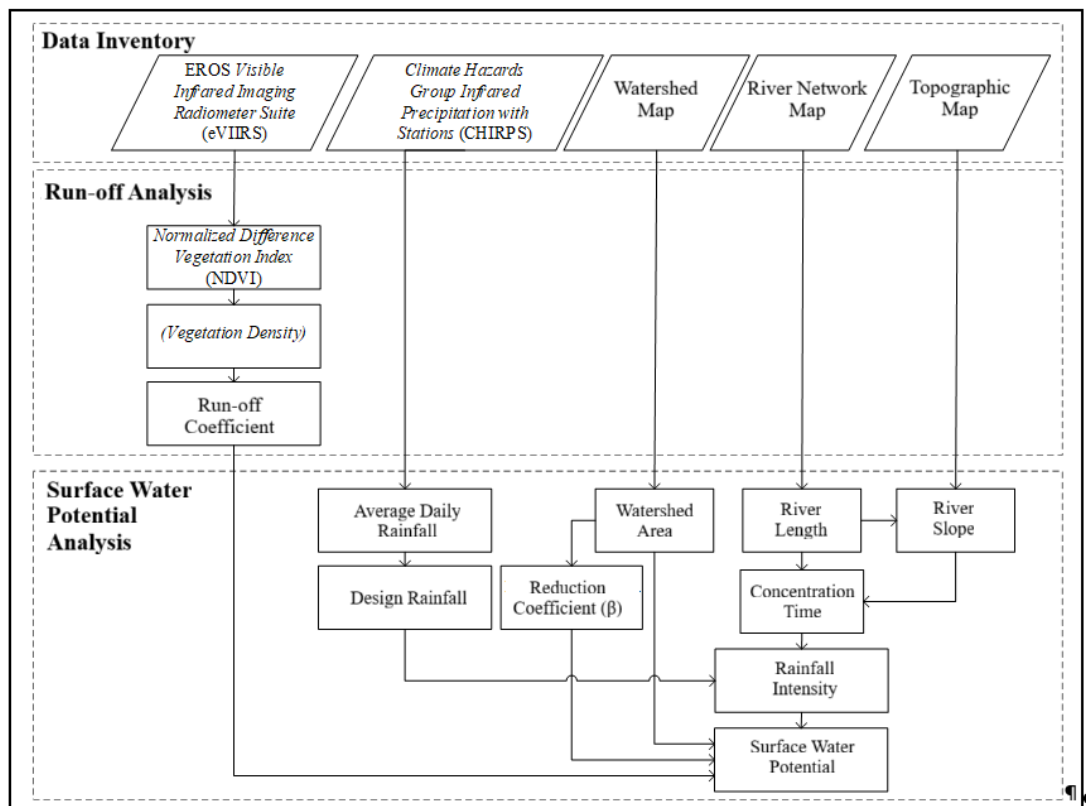 Data Inventory
EROS Visible
Infrared Imaging
Radiometer Suite
(eVIIRS)
Climate Hazards
Group Infrared
Precipitation with
Stations (CHIRPS)
Watershed
Map
River Network
Map
Topographic
Map
Run-off Analysis
Normalized Difference
Vegetation Index
(NDVI)
(Vegetation Density)
Run-off
Coefficient
Surface Water
Potential
Analysis
Average Daily
Rainfall
Watershed
Area
River
Length
River
Slope
Design Rainfall
Reduction
Coefficient (β)
Concentration
Time
Rainfall
Intensity
Surface Water
Potential
¶